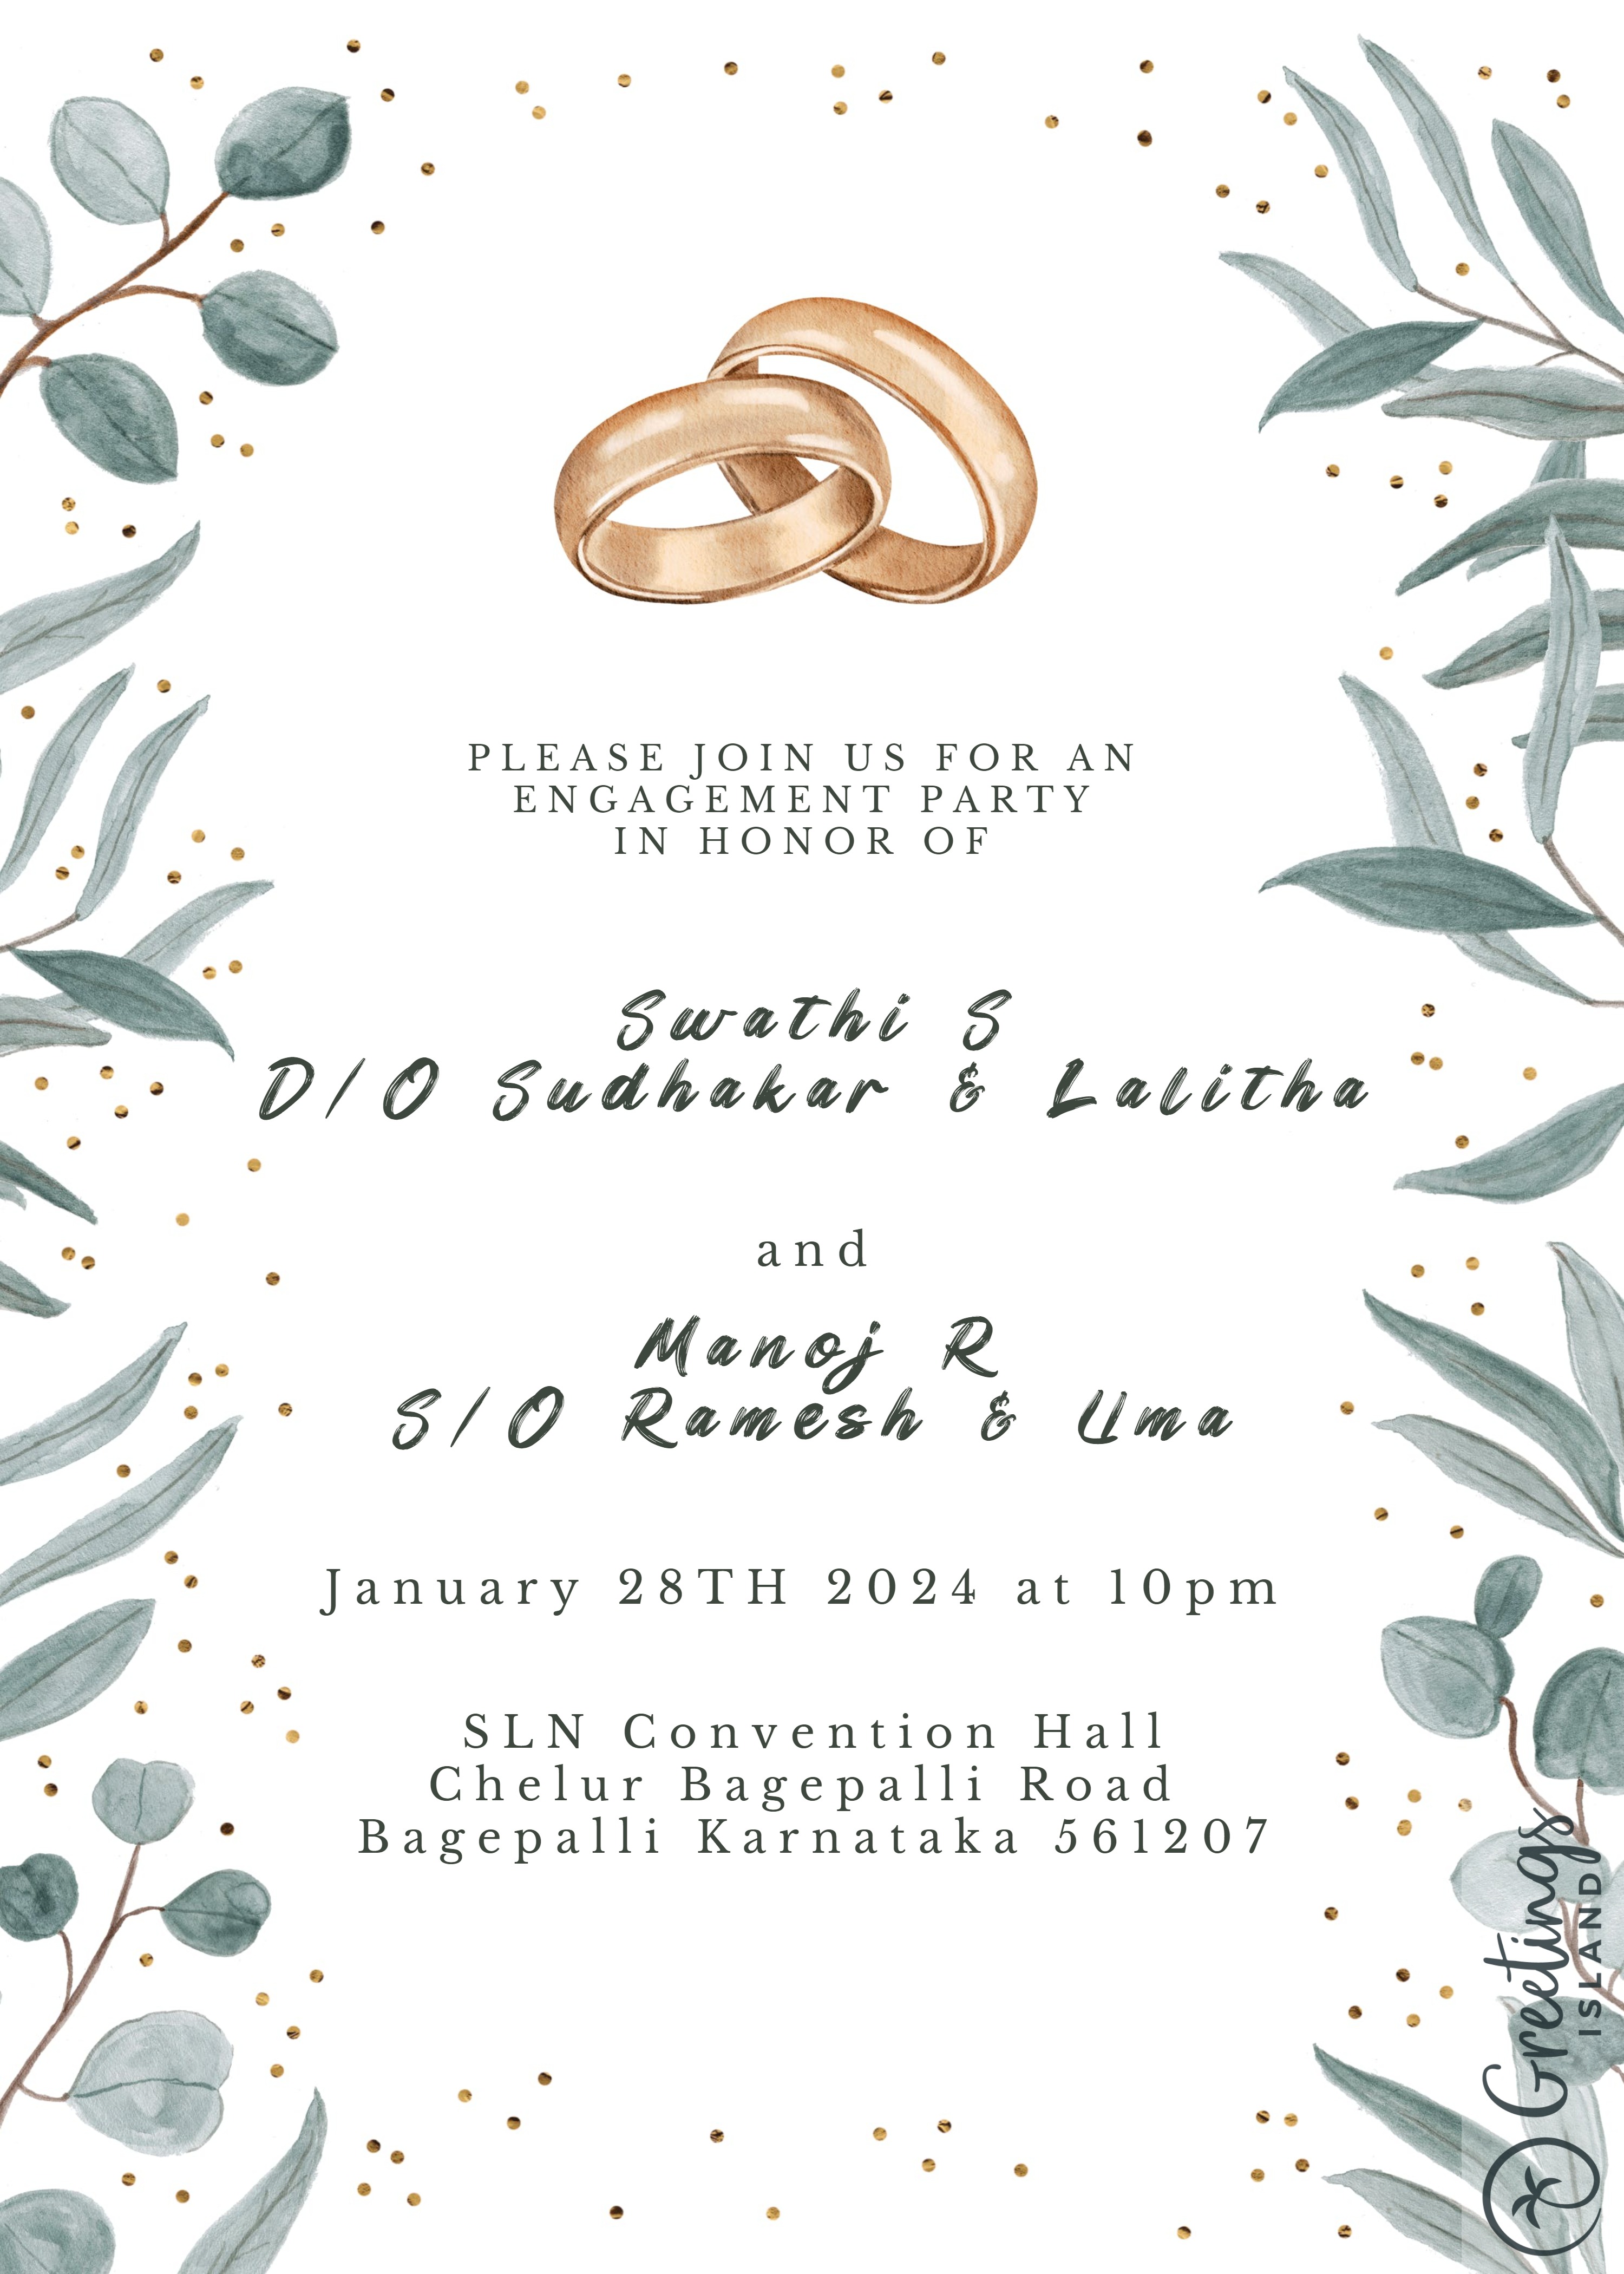 PLEASE JOIN US FOR AN
ENGAGEMENT PARTY
IN HONOR OF
Swathi S
D/O Sudhakar & Lalitha
and
Manoj R
S/O Ramesh & Uma
January 28TH 2024 at 10pm
SLN Convention Hall
Chelur Bagepalli Road
Bagepalli Karnataka 561207
Greetings
ISLAND